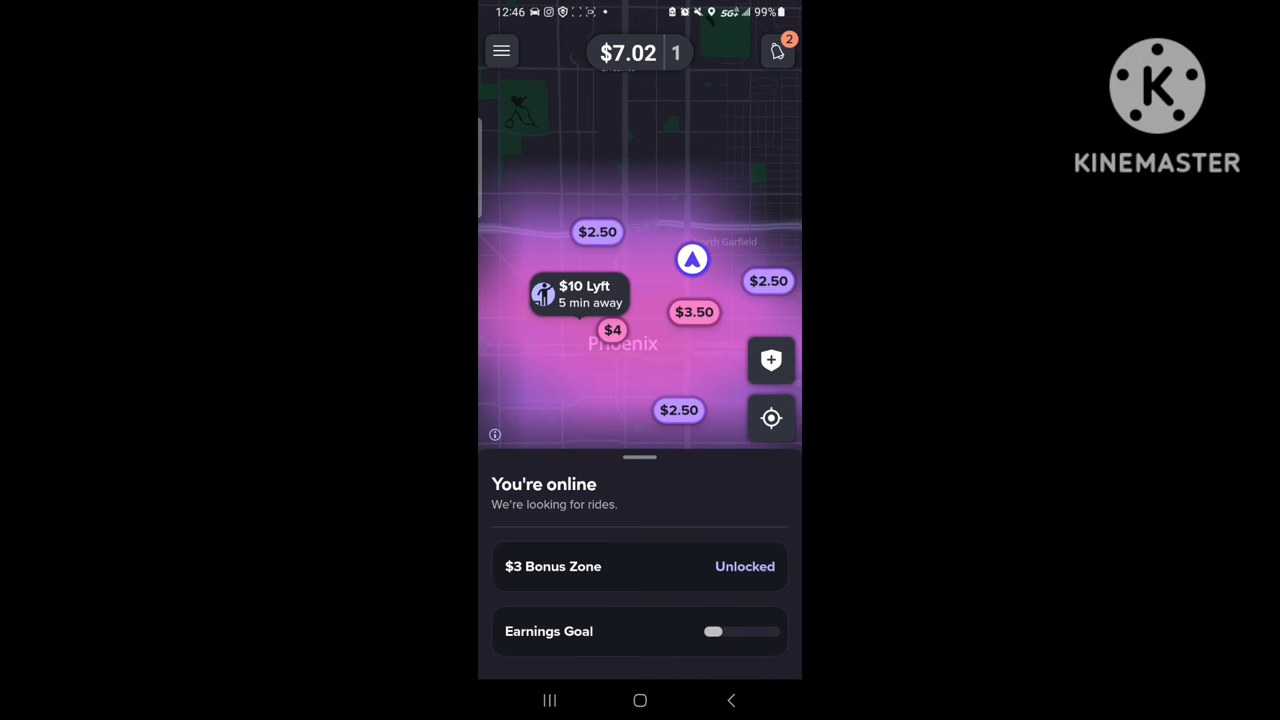 12:46
5G+ 99%
$7.02 1
2
K
KINEMASTER
$2.50
North Garfield
$10 Lyft
5 min away
$2.50
$3.50
$4
Phoenix
$2.50
You're online
We're looking for rides.
$3 Bonus Zone Unlocked
Earnings Goal